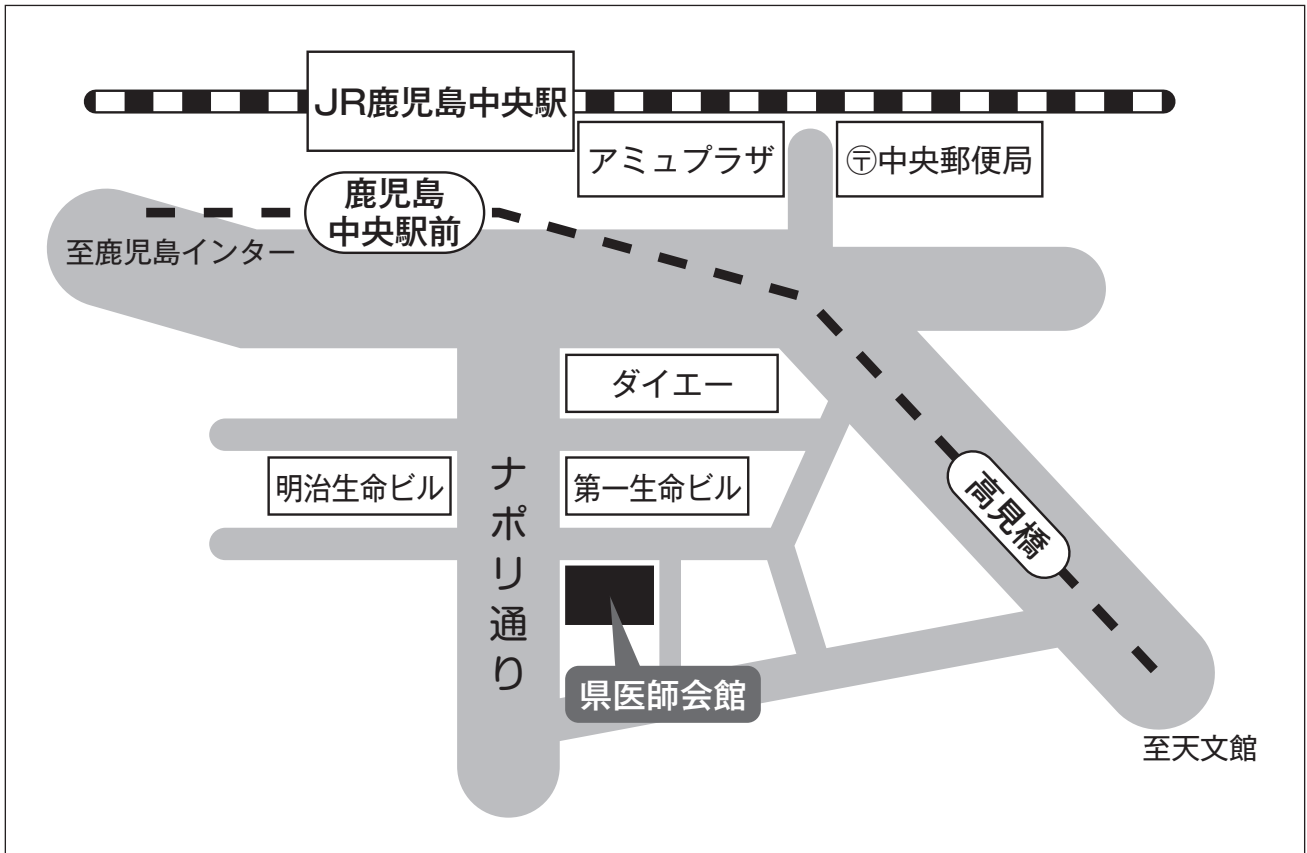 JR鹿児島中央駅
アミュプラザ
〶中央郵便局
鹿児島
中央駅前
至鹿児島インター
ダイエー
明治生命ビル
ナポリ通り
第一生命ビル
高見橋
県医師会館
至天文館